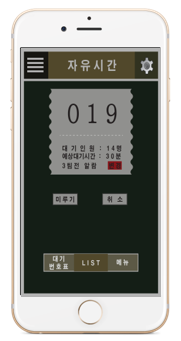 자유시간
019
대기인원 : 14명
예상대기시간 : 30분
3팀전 알림
미루기 취소
대기
번호표 LIST 메뉴